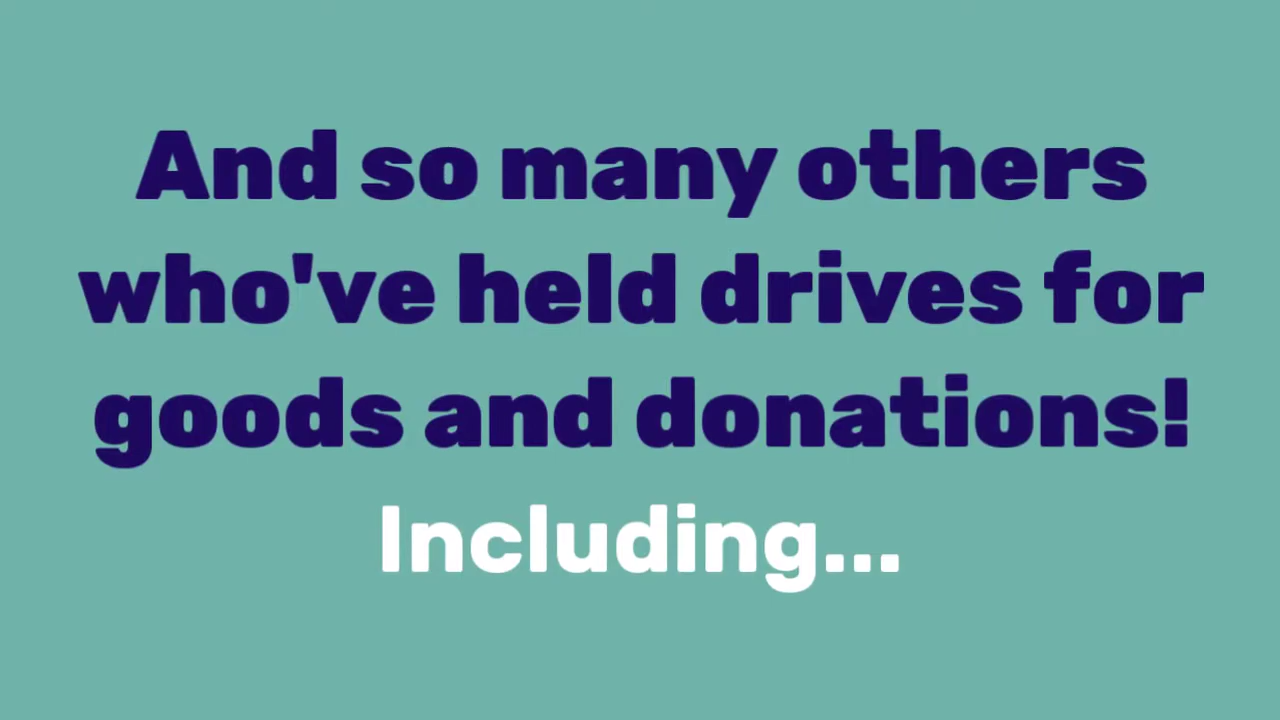 And so many others
who've held drives for
goods and donations!
Including...